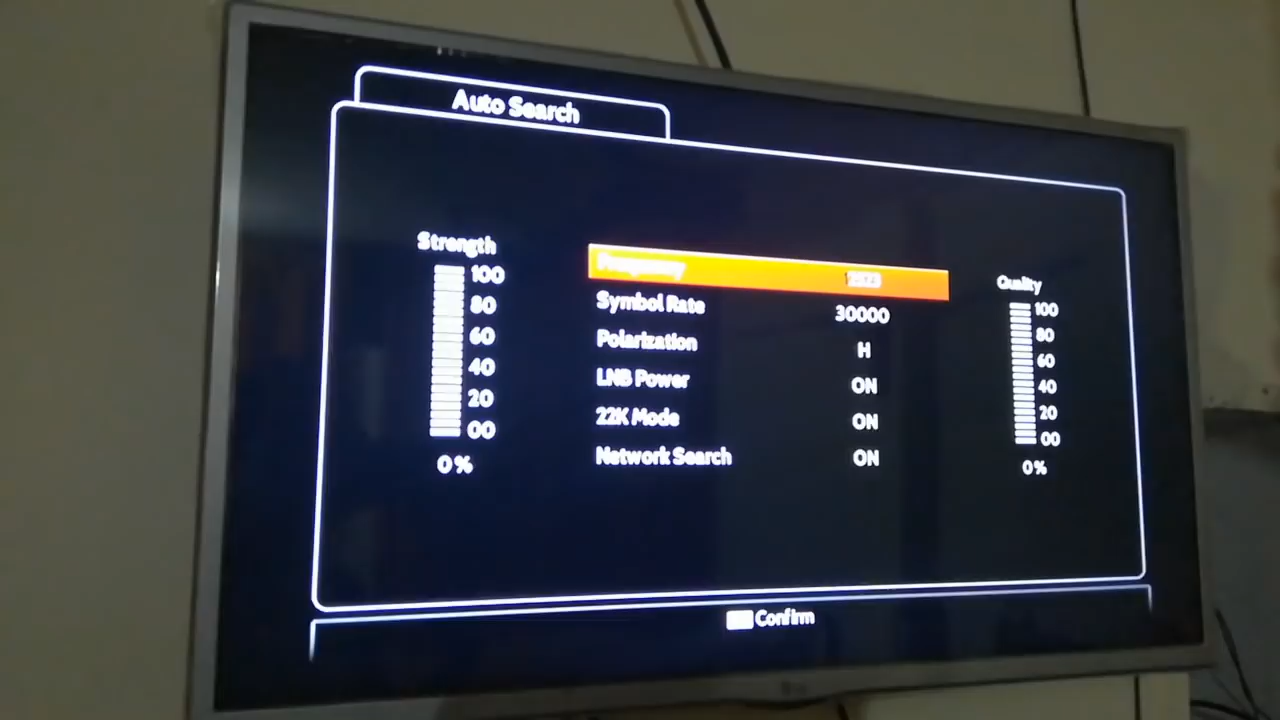 Auto Search
Strength
100
80
60
40
20
00
0%
Frequency
Symbol Rate 30000
Polarization H
LNB Power ON
22K Mode ON
Network Search ON
Quality
100
80
60
40
20
00
0%
Confirm